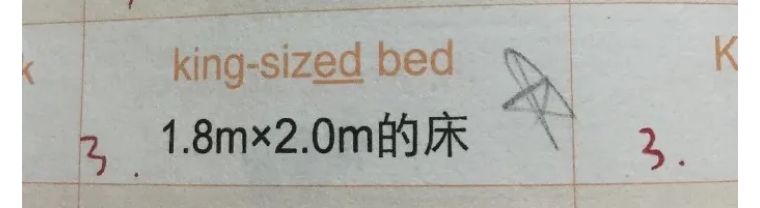 k
king-sized bed
K
3. 1.8m×2.0m的床
3.